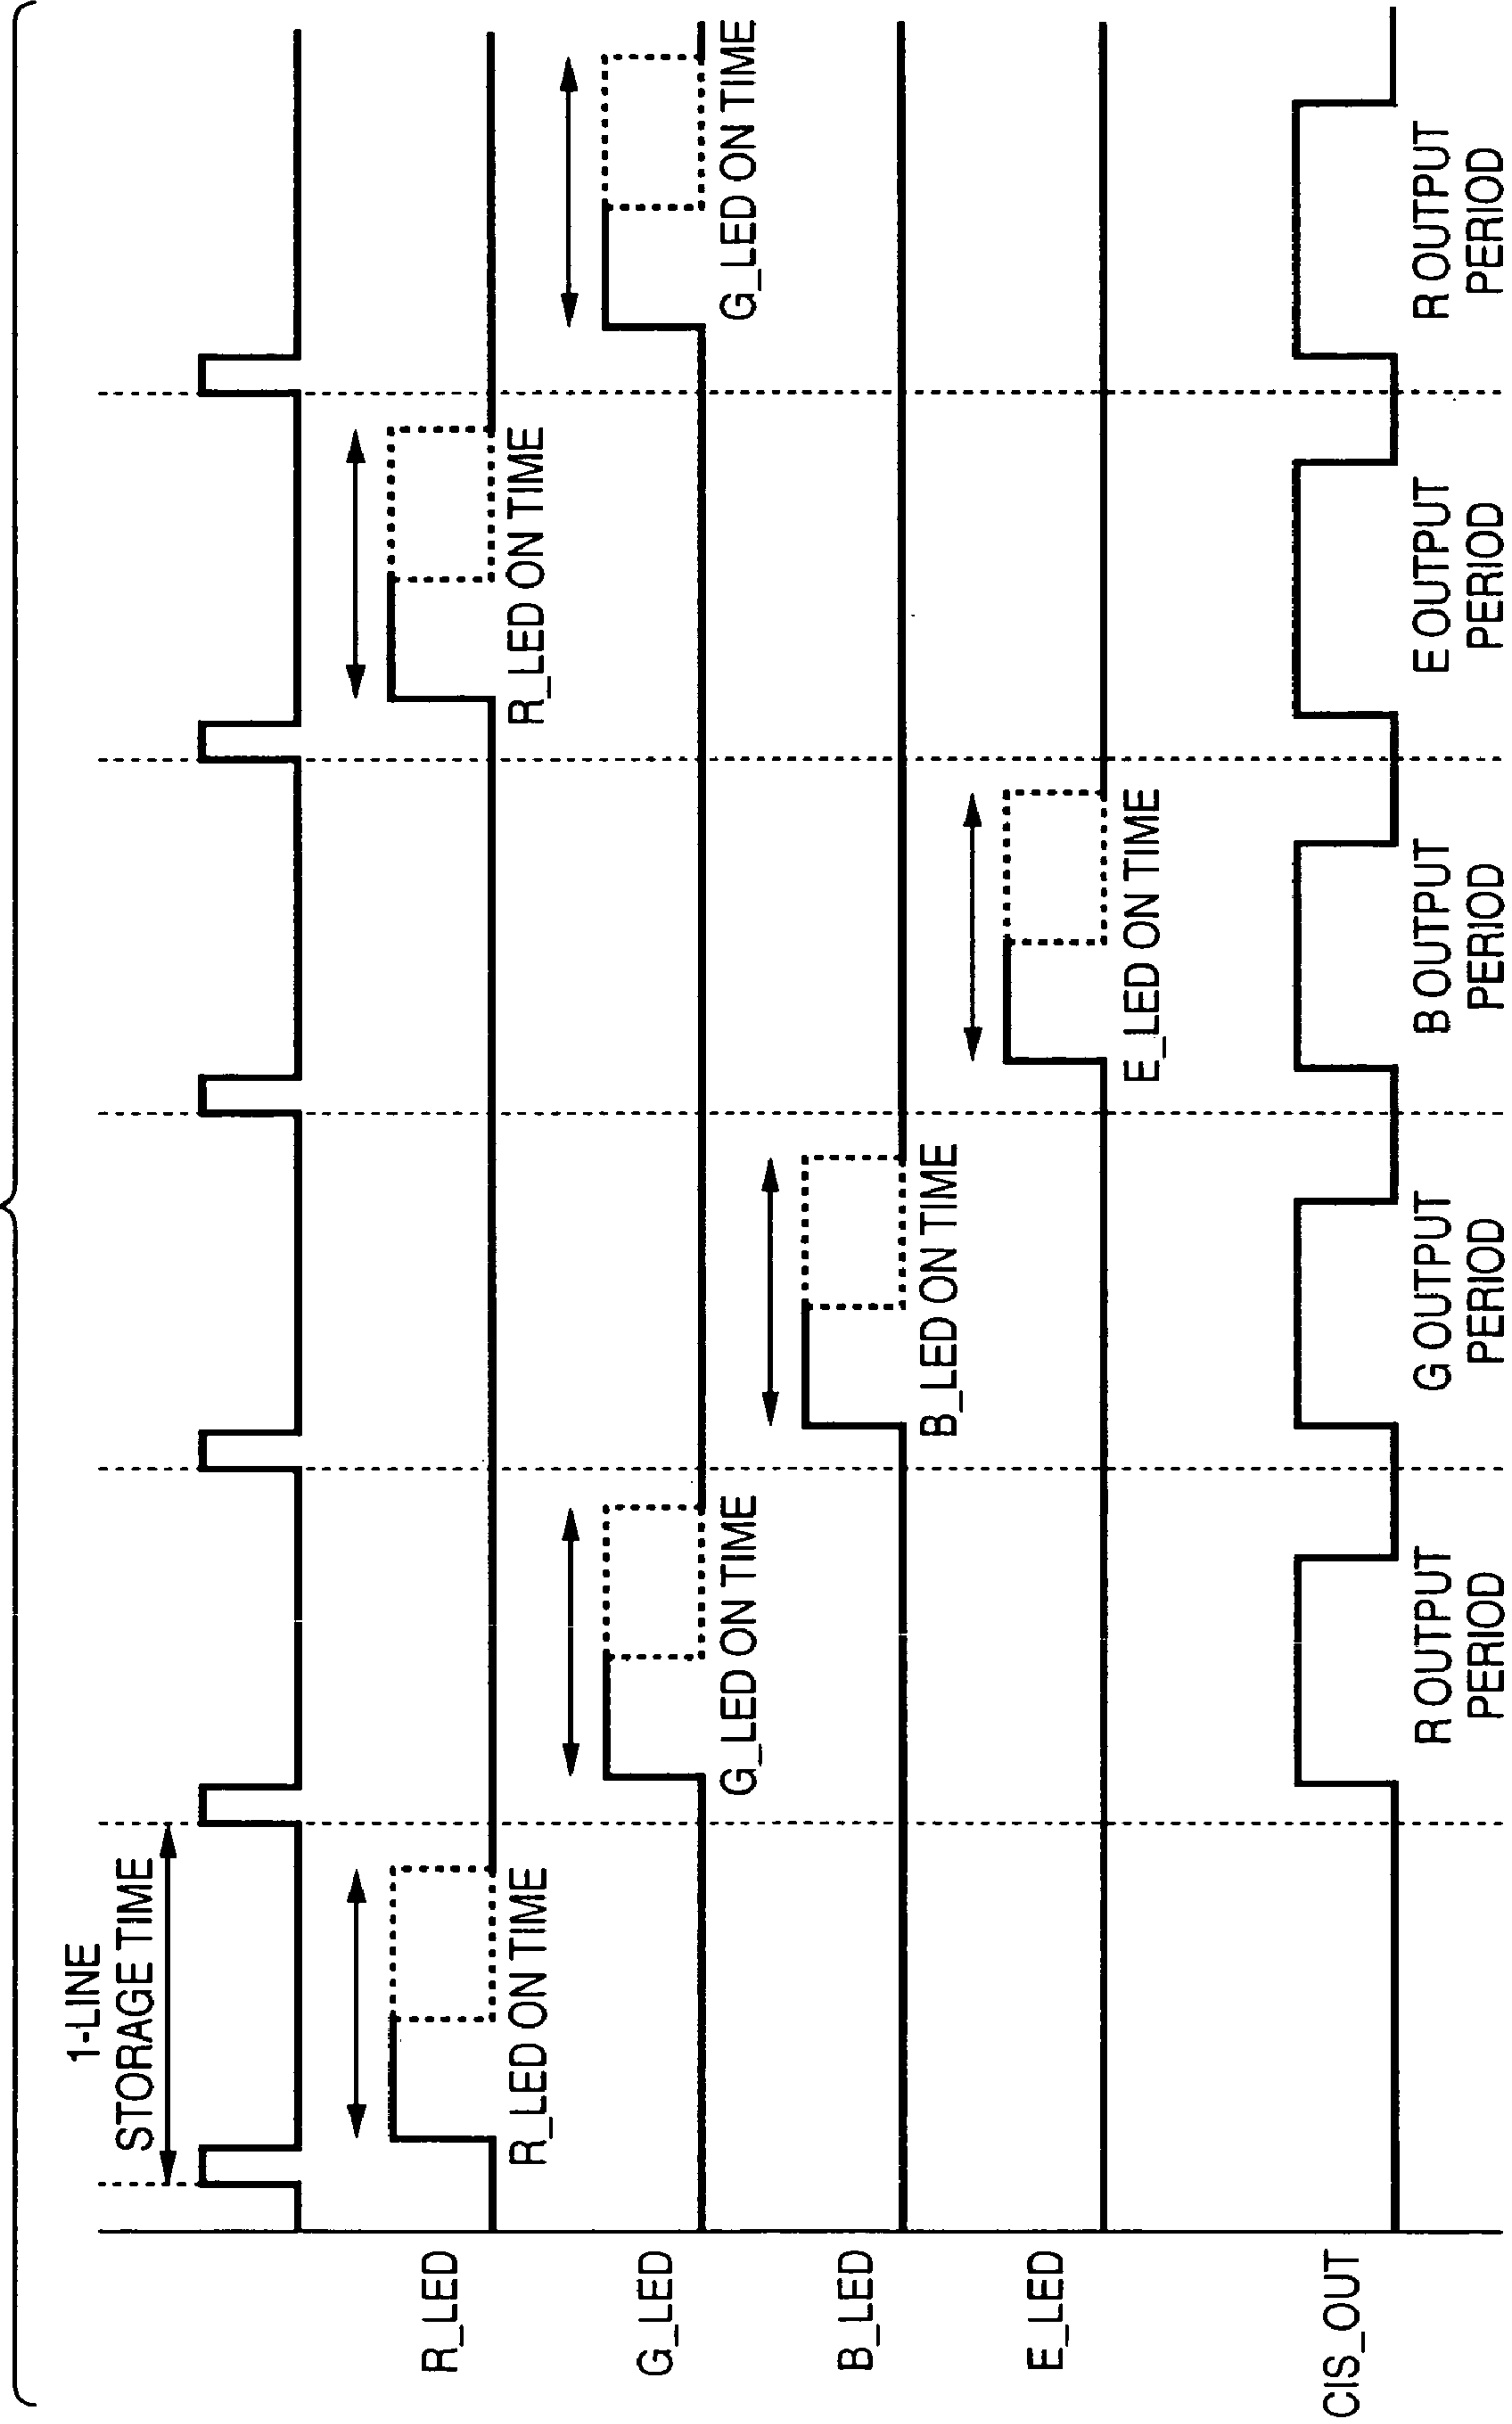 1-LINE
STORAGE TIME
R_LED
R_LED ON TIME
R_LED ON TIME
G_LED
G_LED ON TIME
G_LED ON TIME
B_LED
B_LED ON TIME
E_LED
E_LED ON TIME
CIS_OUT
R OUTPUT
PERIOD
G OUTPUT
PERIOD
B OUTPUT
PERIOD
E OUTPUT
PERIOD
R OUTPUT
PERIOD